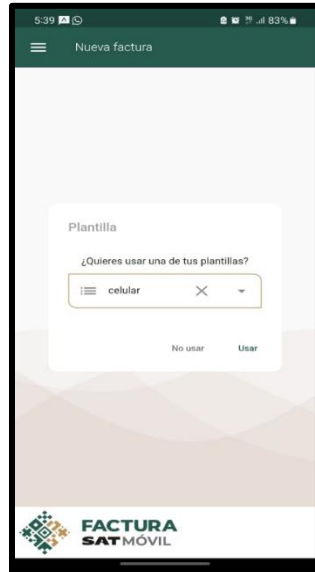 5:39
83%
Nueva factura
Plantilla
¿Quieres usar una de tus plantillas?
celular
No usar Usar
FACTURA
SAT MÓVIL